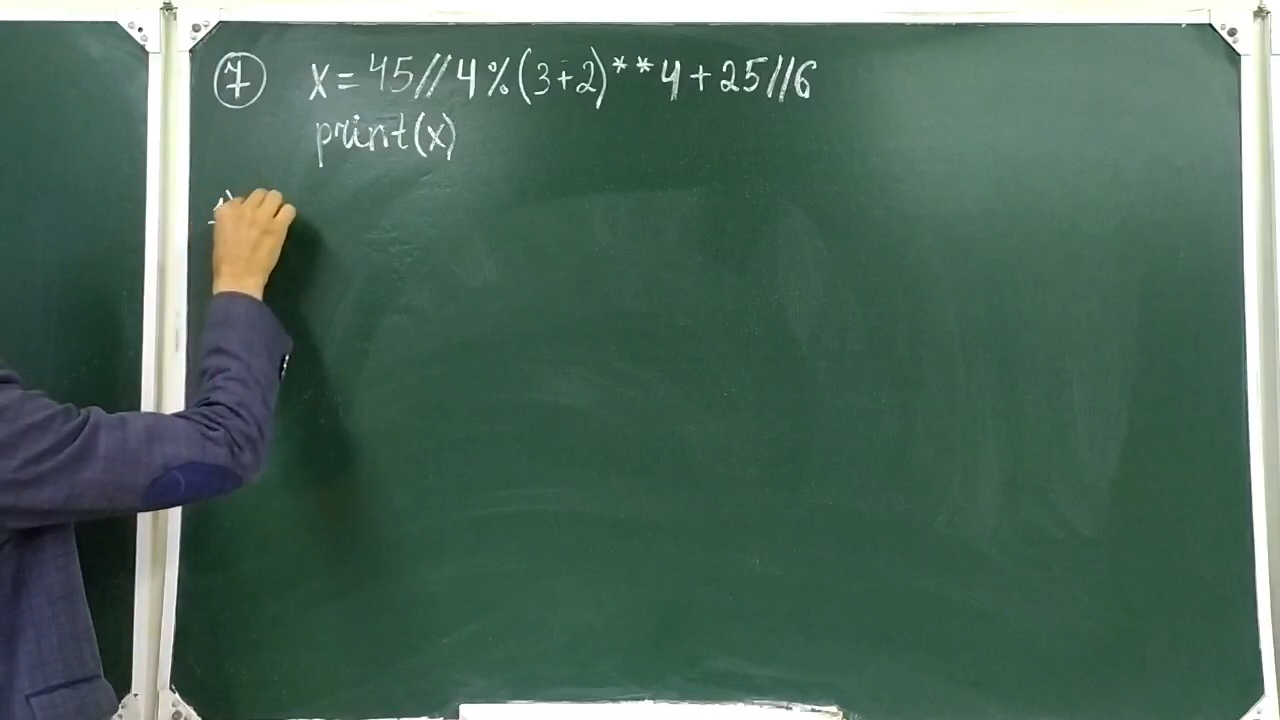 7 x = 45//4%(3+2)**4+25//6
print(x)